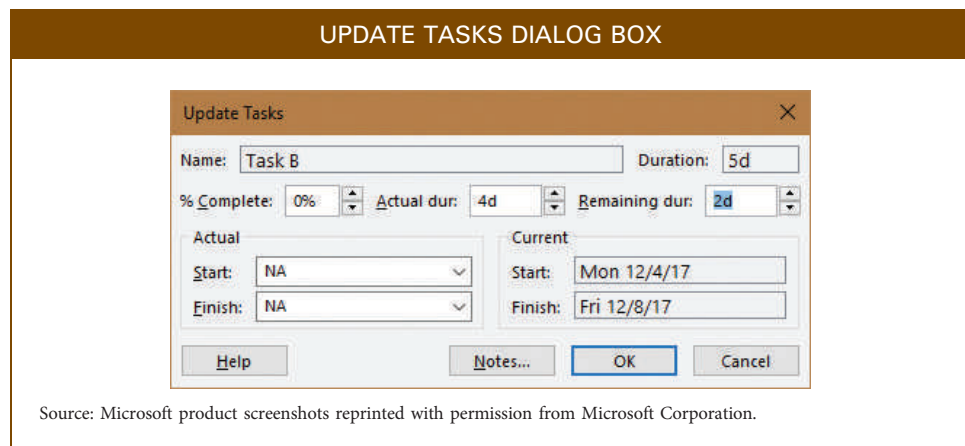 UPDATE TASKS DIALOG BOX
Update Tasks
Name: Task B Duration: 5d
% Complete: 0% Actual dur: 4d Remaining dur: 2d
Actual Current
Start: NA Start: Mon 12/4/17
Finish: NA Finish: Fri 12/8/17
Help Notes... OK Cancel
Source: Microsoft product screenshots reprinted with permission from Microsoft Corporation.